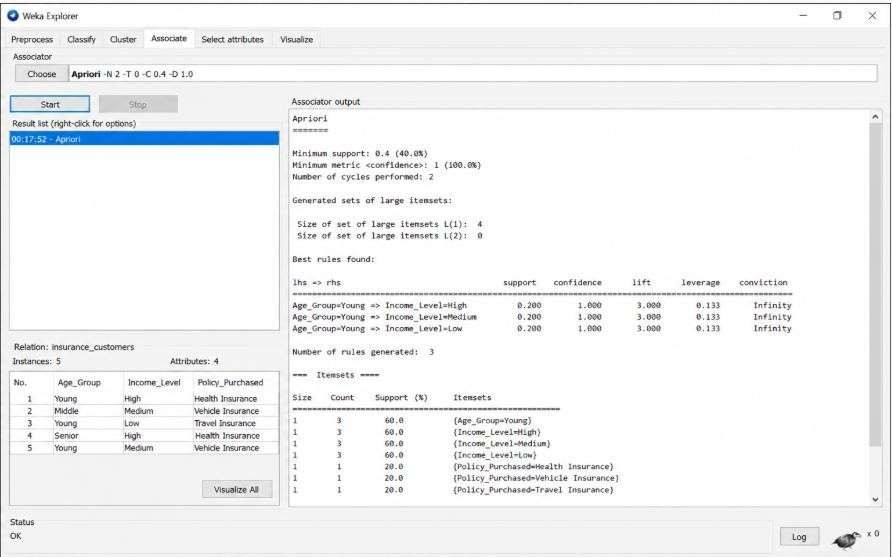 Weka Explorer
Preprocess Classify Cluster Associate Select attributes Visualize
Associator
Choose Apriori -N 2 -T 0 -C 0.4 -D 1.0
Start Stop
Result list (right-click for options)
00:17:52 - Apriori
Associator output
Apriori
=======
Minimum support: 0.4 (40.0%)
Minimum metric <confidence>: 1 (100.0%)
Number of cycles performed: 2
Generated sets of large itemsets:
Size of set of large itemsets L(1): 4
Size of set of large itemsets L(2): 0
Best rules found:
lhs => rhs support confidence lift leverage conviction
Age_Group=Young => Income_Level=High 0.200 1.000 3.000 0.133 Infinity
Age_Group=Young => Income_Level=Medium 0.200 1.000 3.000 0.133 Infinity
Age_Group=Young => Income_Level=Low 0.200 1.000 3.000 0.133 Infinity
Number of rules generated: 3
=== Itemsets ====
Size Count Support (%) Itemsets
1 3 60.0 {Age_Group=Young}
1 3 60.0 {Income_Level=High}
1 3 60.0 {Income_Level=Medium}
1 3 60.0 {Income_Level=Low}
1 1 20.0 {Policy_Purchased=Health Insurance}
1 1 20.0 {Policy_Purchased=Vehicle Insurance}
1 1 20.0 {Policy_Purchased=Travel Insurance}
Relation: insurance_customers
Instances: 5 Attributes: 4
No. Age_Group Income_Level Policy_Purchased
1 Young High Health Insurance
2 Middle Medium Vehicle Insurance
3 Young Low Travel Insurance
4 Senior High Health Insurance
5 Young Medium Vehicle Insurance
Visualize All
Status
OK
Log x 0